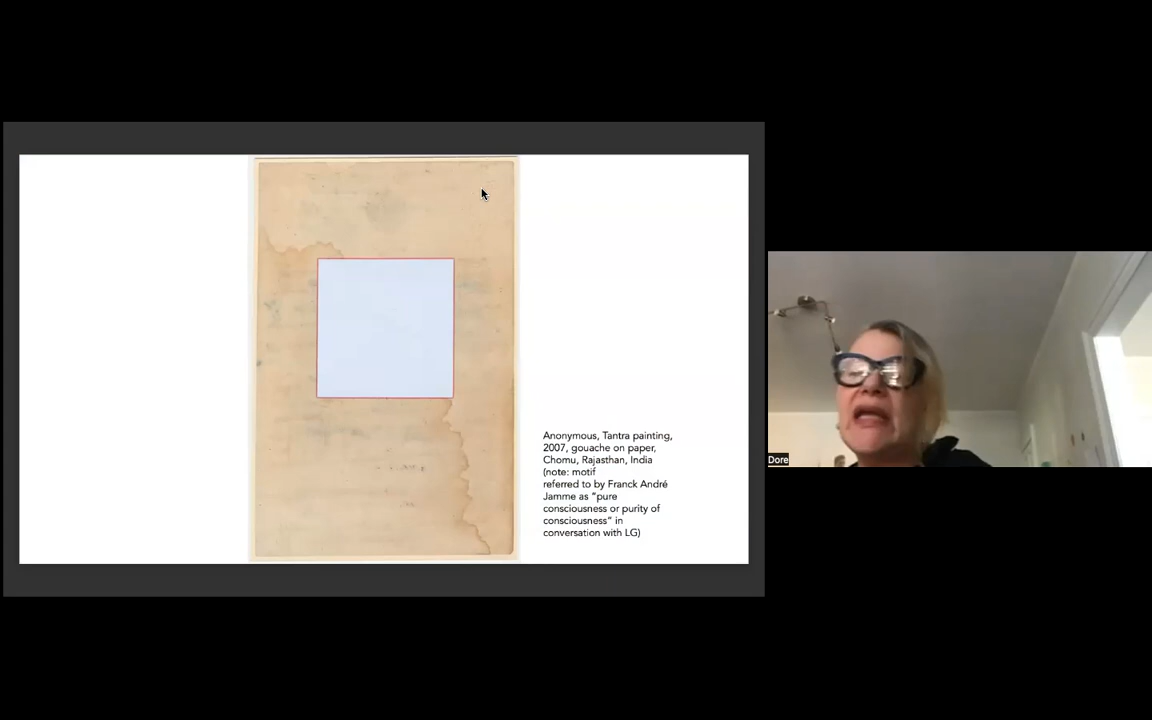 Anonymous, Tantra painting,
2007, gouache on paper,
Chomu, Rajasthan, India
(note: motif
referred to by Franck André
Jamme as “pure
consciousness or purity of
consciousness” in
conversation with LG)
Dore